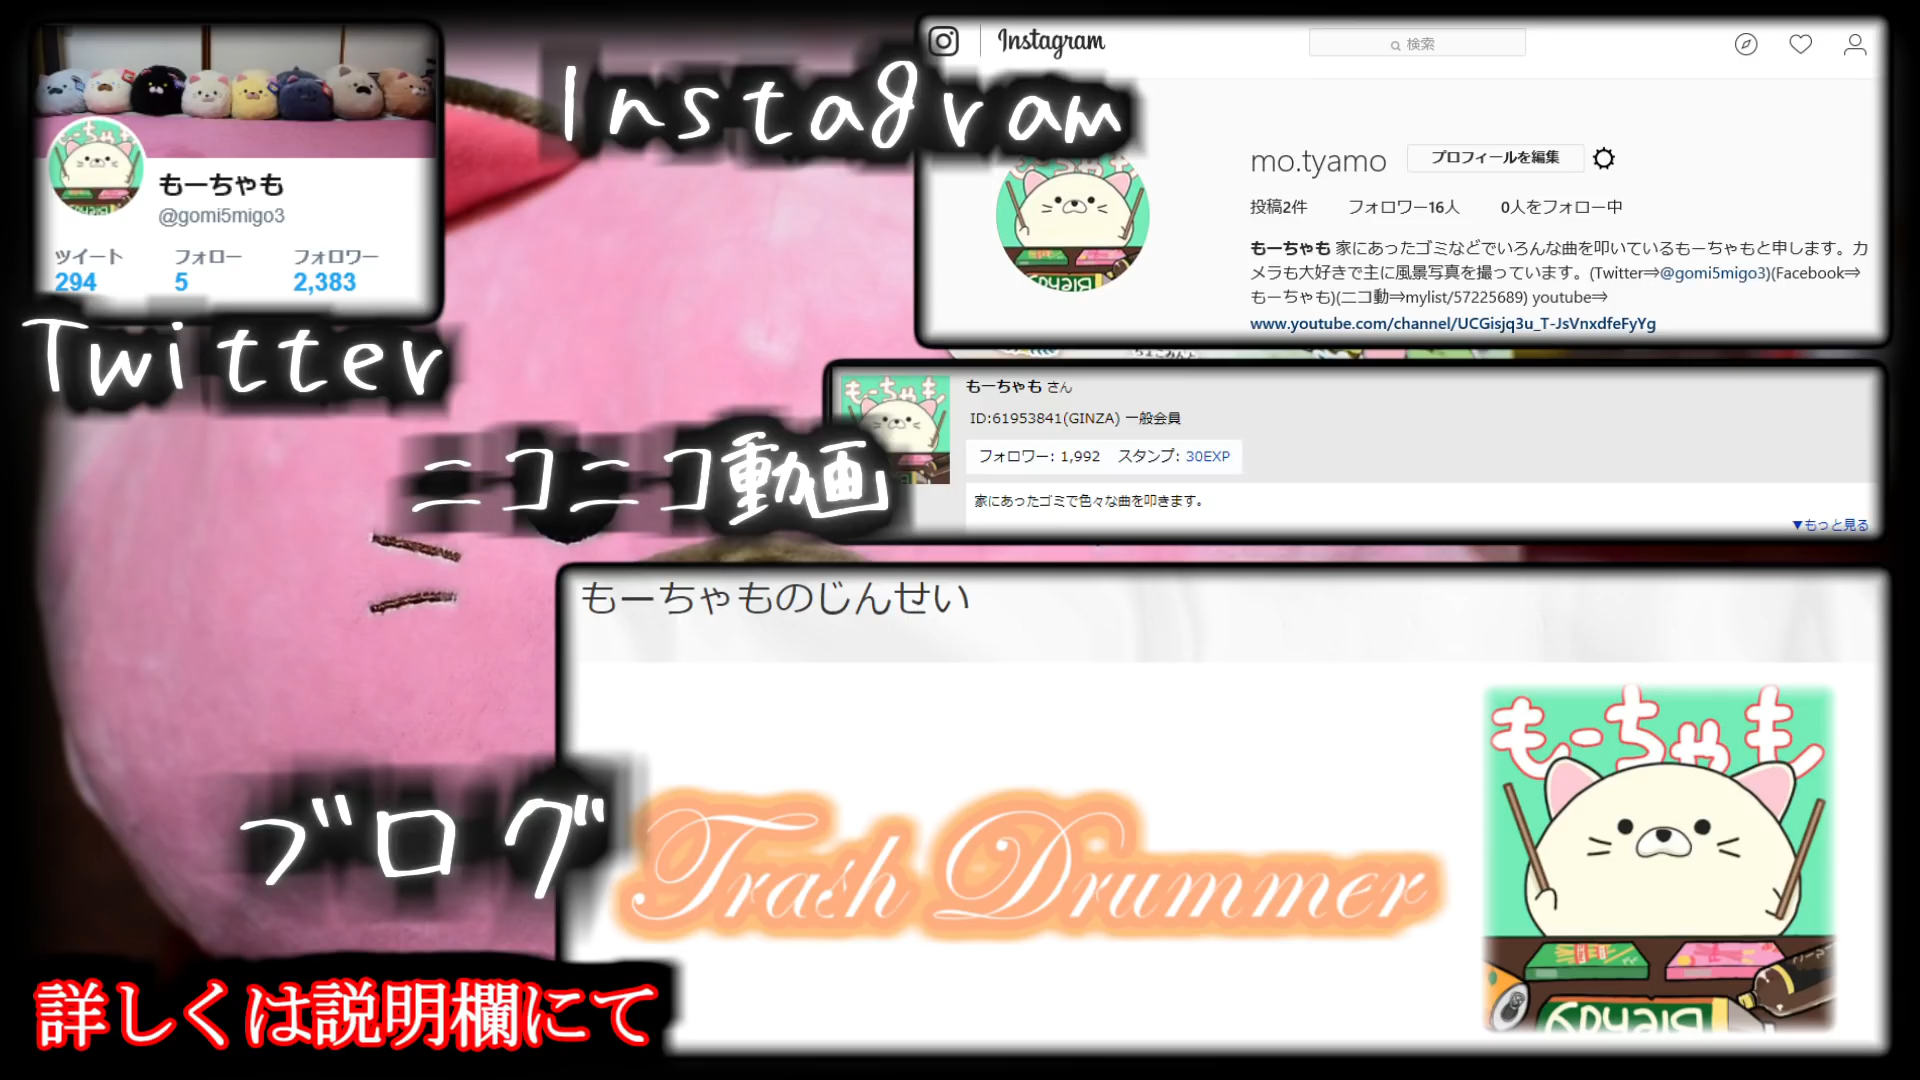 もーちゃも
@gomi5migo3
ツイート フォロー フォロワー
294 5 2,383
Twitter
Instagram
Instagram
検索
mo.tyamo プロフィールを編集
投稿2件 フォロワー16人 0人をフォロー中
もーちゃも 家にあったゴミなどでいろんな曲を叩いているもーちゃもと申します。カ
メラも大好きで主に風景写真を撮っています。(Twitter⇒@gomi5migo3)(Facebook⇒
もーちゃも)(ニコ動⇒mylist/57225689) youtube⇒
www.youtube.com/channel/UCGisjq3u_T-JsVnxdfeFyYg
ニコニコ動画
もーちゃも さん
ID:61953841(GINZA) 一般会員
フォロワー: 1,992 スタンプ: 30EXP
家にあったゴミで色々な曲を叩きます。
▼もっと見る
もーちゃものじんせい
ブログ
Trash Drummer
もーちゃも
Blendy
詳しくは説明欄にて